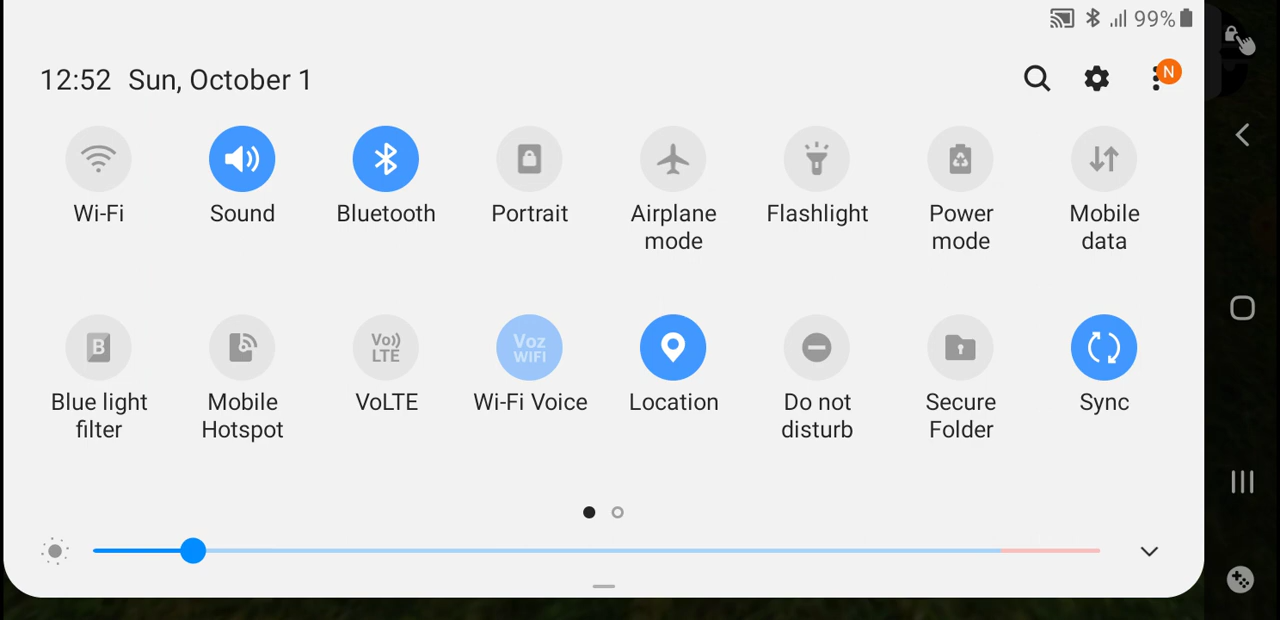 99%
12:52 Sun, October 1
N
Wi-Fi Sound Bluetooth Portrait Airplane mode Flashlight Power mode Mobile data
B
Vo)) LTE
Voz WIFI
Blue light filter Mobile Hotspot VoLTE Wi-Fi Voice Location Do not disturb Secure Folder Sync